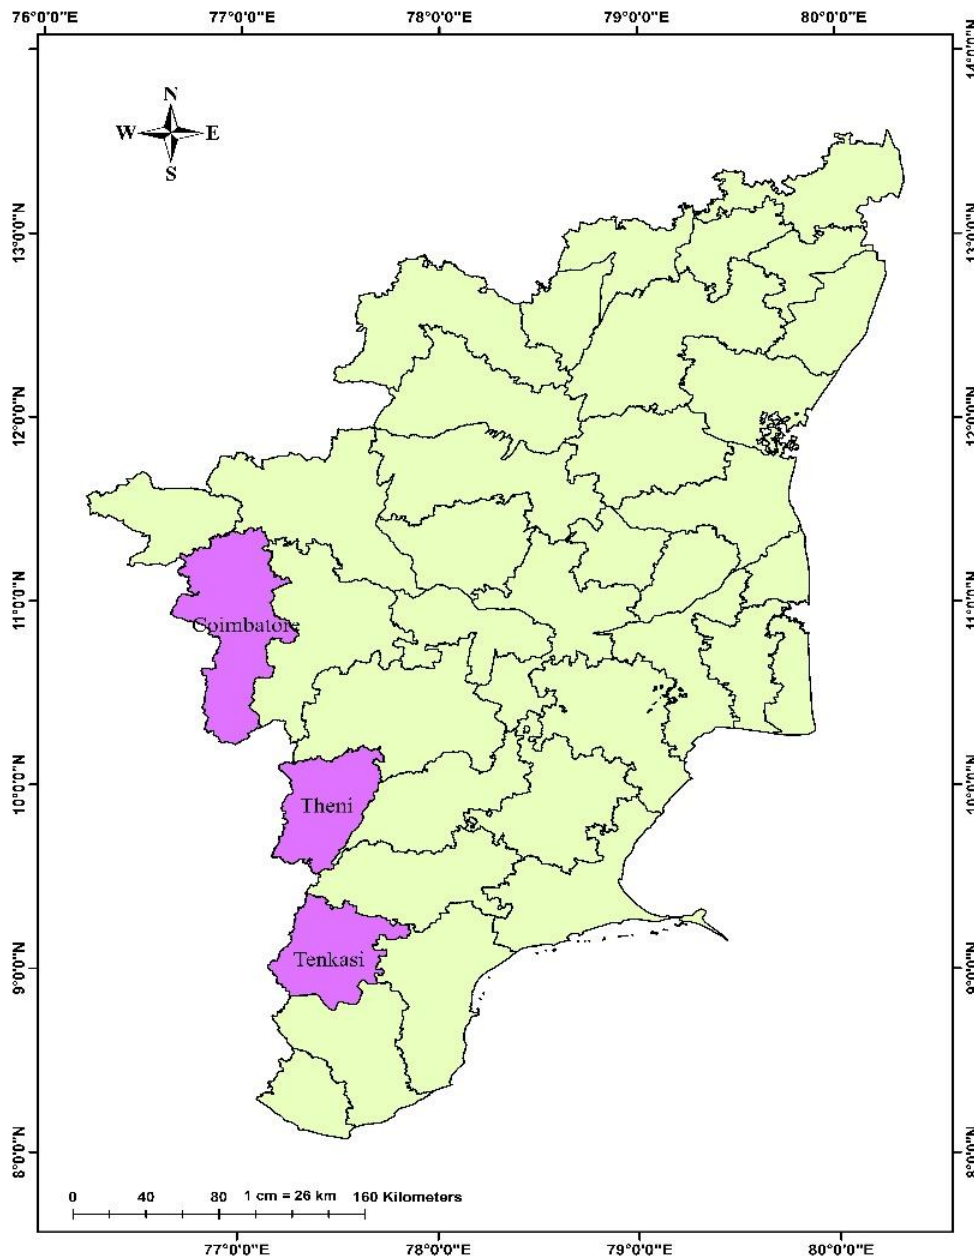 76°0'0"E 77°0'0"E 78°0'0"E 79°0'0"E 80°0'0"E
14°0'0"N
N
W E
S
13°0'0"N 13°0'0"N
12°0'0"N 12°0'0"N
11°0'0"N 11°0'0"N
Coimbatore
10°0'0"N 10°0'0"N
Theni
9°0'0"N 9°0'0"N
Tenkasi
8°0'0"N 8°0'0"N
0 40 80 1 cm = 26 km 160 Kilometers
77°0'0"E 78°0'0"E 79°0'0"E 80°0'0"E